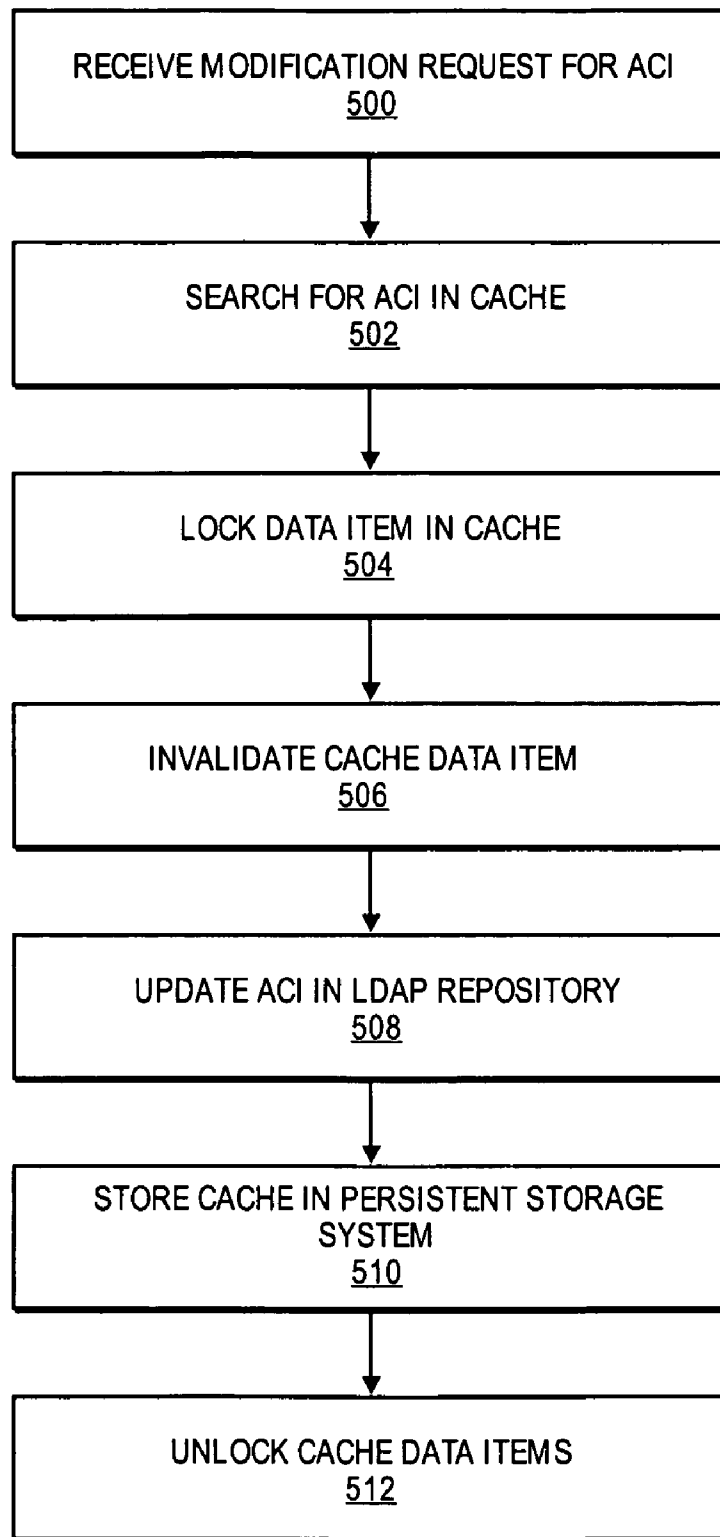 RECEIVE MODIFICATION REQUEST FOR ACI
500
SEARCH FOR ACI IN CACHE
502
LOCK DATA ITEM IN CACHE
504
INVALIDATE CACHE DATA ITEM
506
UPDATE ACI IN LDAP REPOSITORY
508
STORE CACHE IN PERSISTENT STORAGE
SYSTEM
510
UNLOCK CACHE DATA ITEMS
512